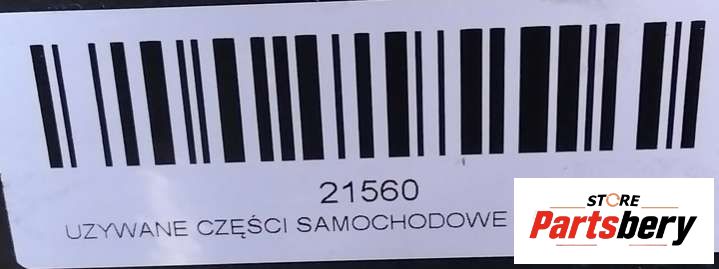 21560
UZYWANE CZĘŚCI SAMOCHODOWE
STORE
Partsbery